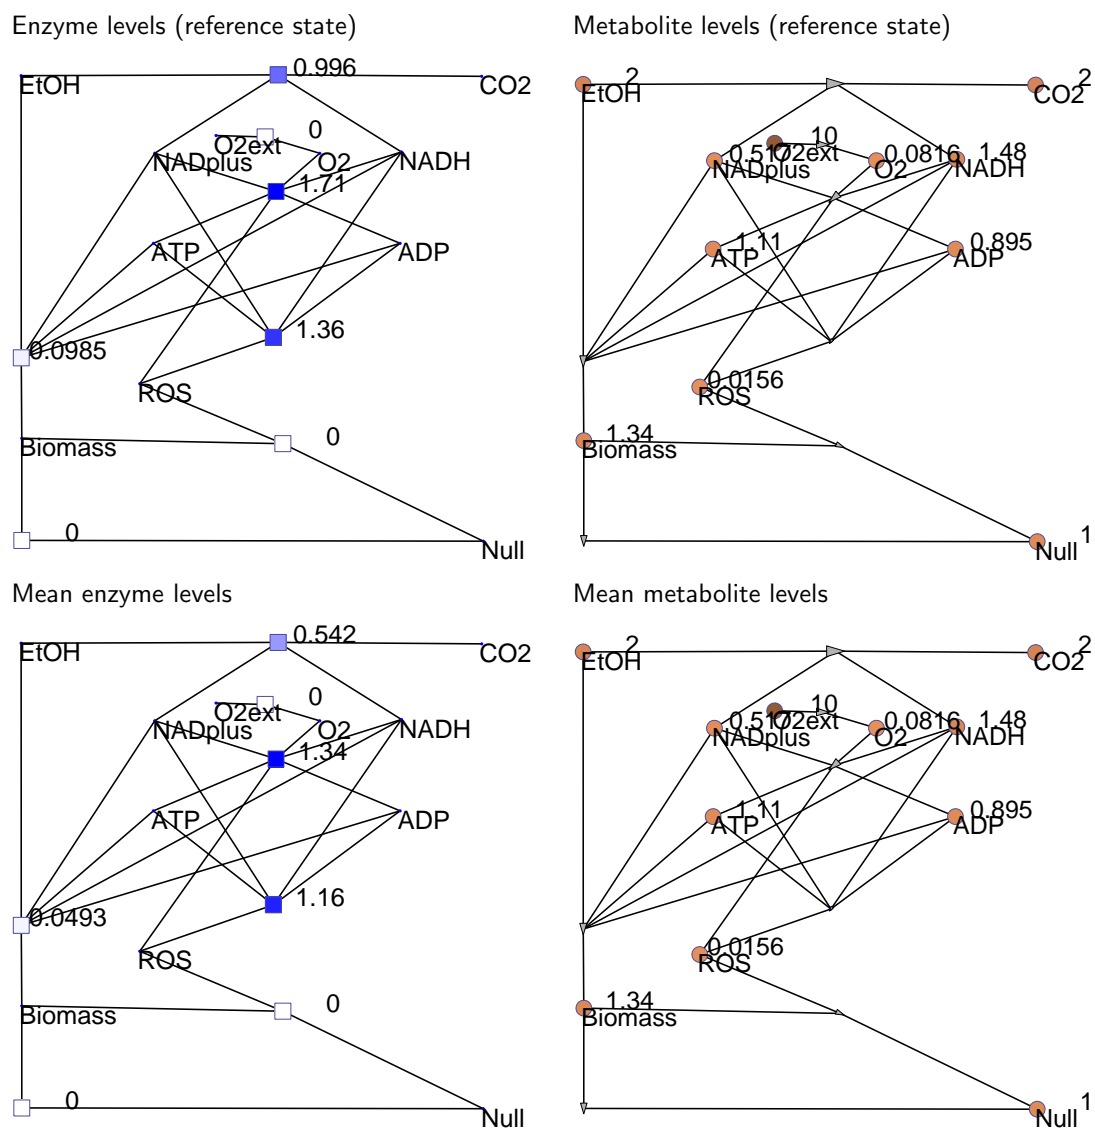 Enzyme levels (reference state)
0.996
EtOH
CO2
0
O2ext
NADplus
O2
NADH
1.71
ATP
ADP
1.36
0.0985
ROS
0
Biomass
0
Null
Metabolite levels (reference state)
2
2
EtOH
CO2
10
0.517
O2ext
0.0816
1.48
NADplus
O2
NADH
1.11
0.895
ATP
ADP
0.0156
ROS
1.34
Biomass
1
Null
Mean enzyme levels
0.542
EtOH
CO2
0
O2ext
NADplus
O2
NADH
1.34
ATP
ADP
1.16
0.0493
ROS
0
Biomass
0
Null
Mean metabolite levels
2
2
EtOH
CO2
10
0.517
O2ext
0.0816
1.48
NADplus
O2
NADH
1.11
0.895
ATP
ADP
0.0156
ROS
1.34
Biomass
1
Null